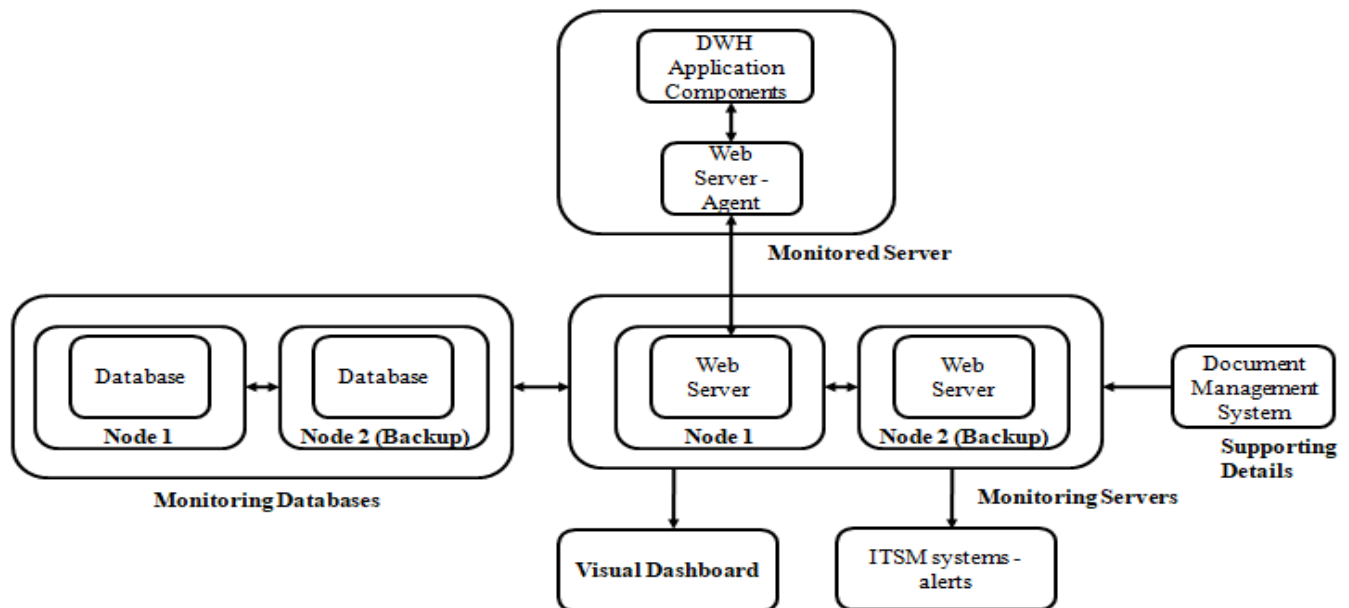 DWH
Application
Components
Web
Server -
Agent
Monitored Server
Database
Node 1
Database
Node 2 (Backup)
Monitoring Databases
Web
Server
Node 1
Web
Server
Node 2 (Backup)
Monitoring Servers
Document
Management
System
Supporting
Details
Visual Dashboard
ITSM systems -
alerts